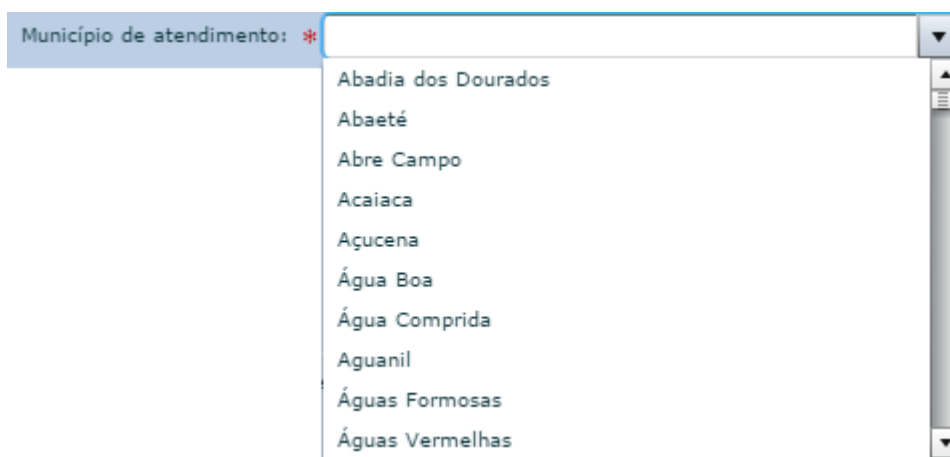 Município de atendimento: *
Abadia dos Dourados
Abaeté
Abre Campo
Acaiaca
Açucena
Água Boa
Água Comprida
Aguanil
Águas Formosas
Águas Vermelhas